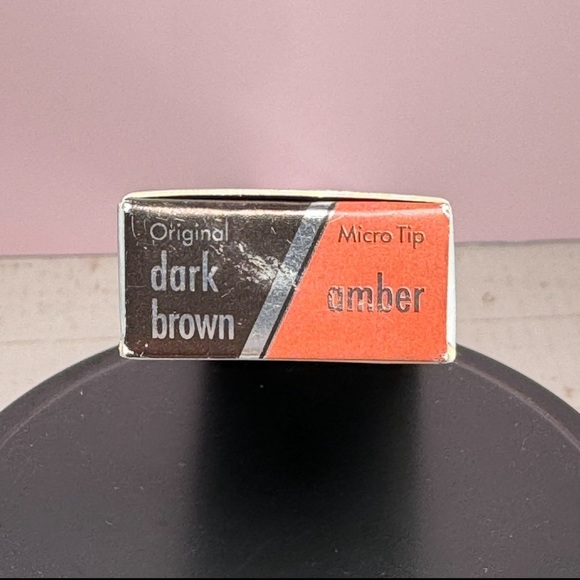 Original
dark
brown
Micro Tip
amber